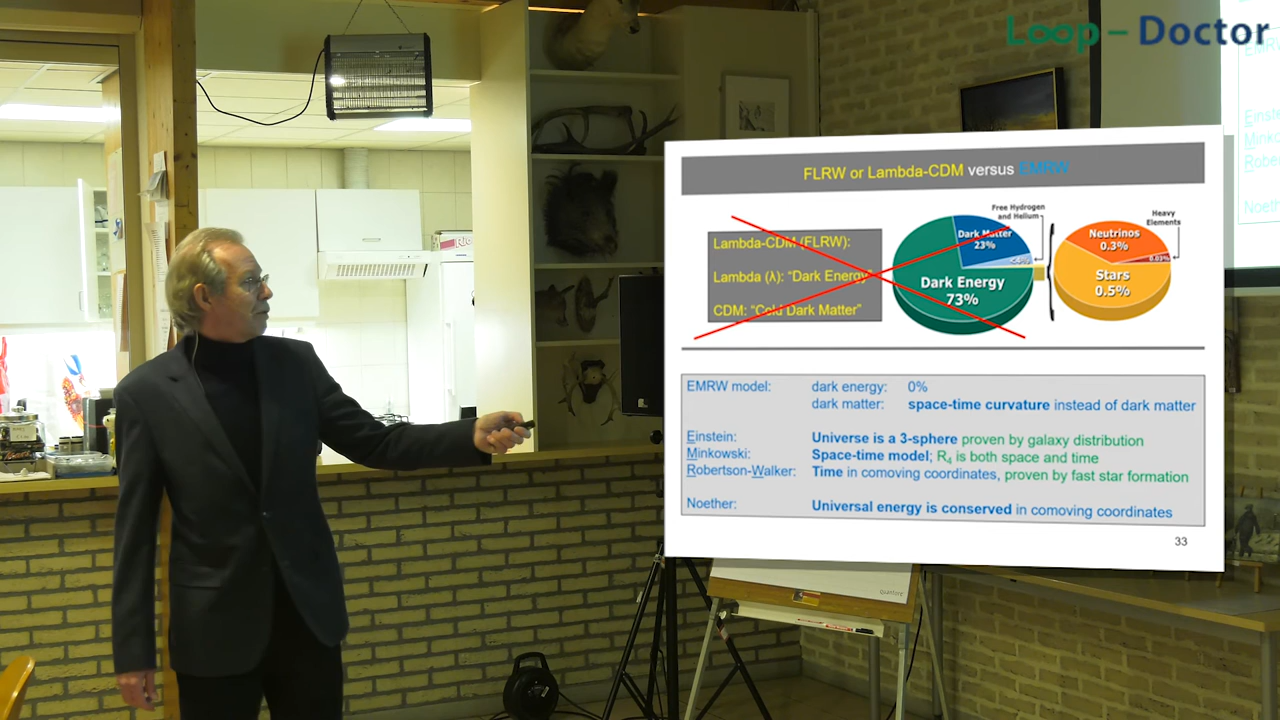 Loop – Doctor
FLRW or Lambda-CDM versus EMRW
Lambda-CDM (FLRW):
Lambda (λ): “Dark Energy”
CDM: “Cold Dark Matter”
Free Hydrogen
and Helium
Dark Matter
23%
Dark Energy
73%
Heavy
Elements
Neutrinos
0.3%
0.03%
Stars
0.5%
EMRW model: dark energy: 0%
dark matter: space-time curvature instead of dark matter
Einstein: Universe is a 3-sphere proven by galaxy distribution
Minkowski: Space-time model; R4 is both space and time
Robertson-Walker: Time in comoving coordinates, proven by fast star formation
Noether: Universal energy is conserved in comoving coordinates
33
quantore